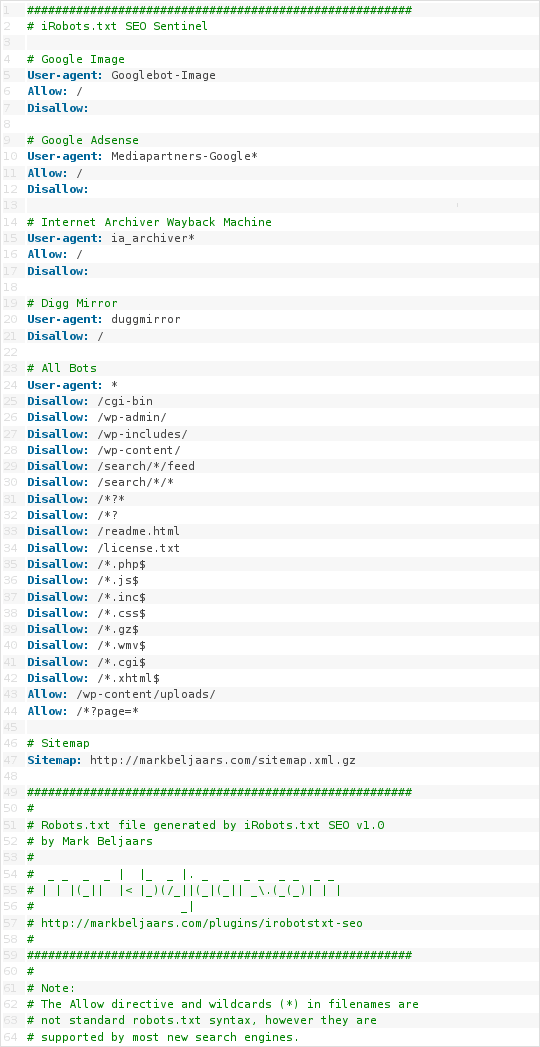 1 #######################################################
2 # iRobots.txt SEO Sentinel
3
4 # Google Image
5 User-agent: Googlebot-Image
6 Allow: /
7 Disallow:
8
9 # Google Adsense
10 User-agent: Mediapartners-Google*
11 Allow: /
12 Disallow:
13
14 # Internet Archiver Wayback Machine
15 User-agent: ia_archiver*
16 Allow: /
17 Disallow:
18
19 # Digg Mirror
20 User-agent: duggmirror
21 Disallow: /
22
23 # All Bots
24 User-agent: *
25 Disallow: /cgi-bin
26 Disallow: /wp-admin/
27 Disallow: /wp-includes/
28 Disallow: /wp-content/
29 Disallow: /search/*/feed
30 Disallow: /search/*/*
31 Disallow: /*?*
32 Disallow: /*?
33 Disallow: /readme.html
34 Disallow: /license.txt
35 Disallow: /*.php$
36 Disallow: /*.js$
37 Disallow: /*.inc$
38 Disallow: /*.css$
39 Disallow: /*.gz$
40 Disallow: /*.wmv$
41 Disallow: /*.cgi$
42 Disallow: /*.xhtml$
43 Allow: /wp-content/uploads/
44 Allow: /*?page=*
45
46 # Sitemap
47 Sitemap: http://markbeljaars.com/sitemap.xml.gz
48
49 #######################################################
50 #
51 # Robots.txt file generated by iRobots.txt SEO v1.0
52 # by Mark Beljaars
53 #
54 #  _ _  _  _ |  |_  _ |. _  _  _ _  _ _  _ _
55 # | | |(_||  |< |_)(/_||(_|(_|| _\.(_(_)| | |
56 #                     _|
57 # http://markbeljaars.com/plugins/irobotstxt-seo
58 #
59 #######################################################
60 #
61 # Note:
62 # The Allow directive and wildcards (*) in filenames are
63 # not standard robots.txt syntax, however they are
64 # supported by most new search engines.